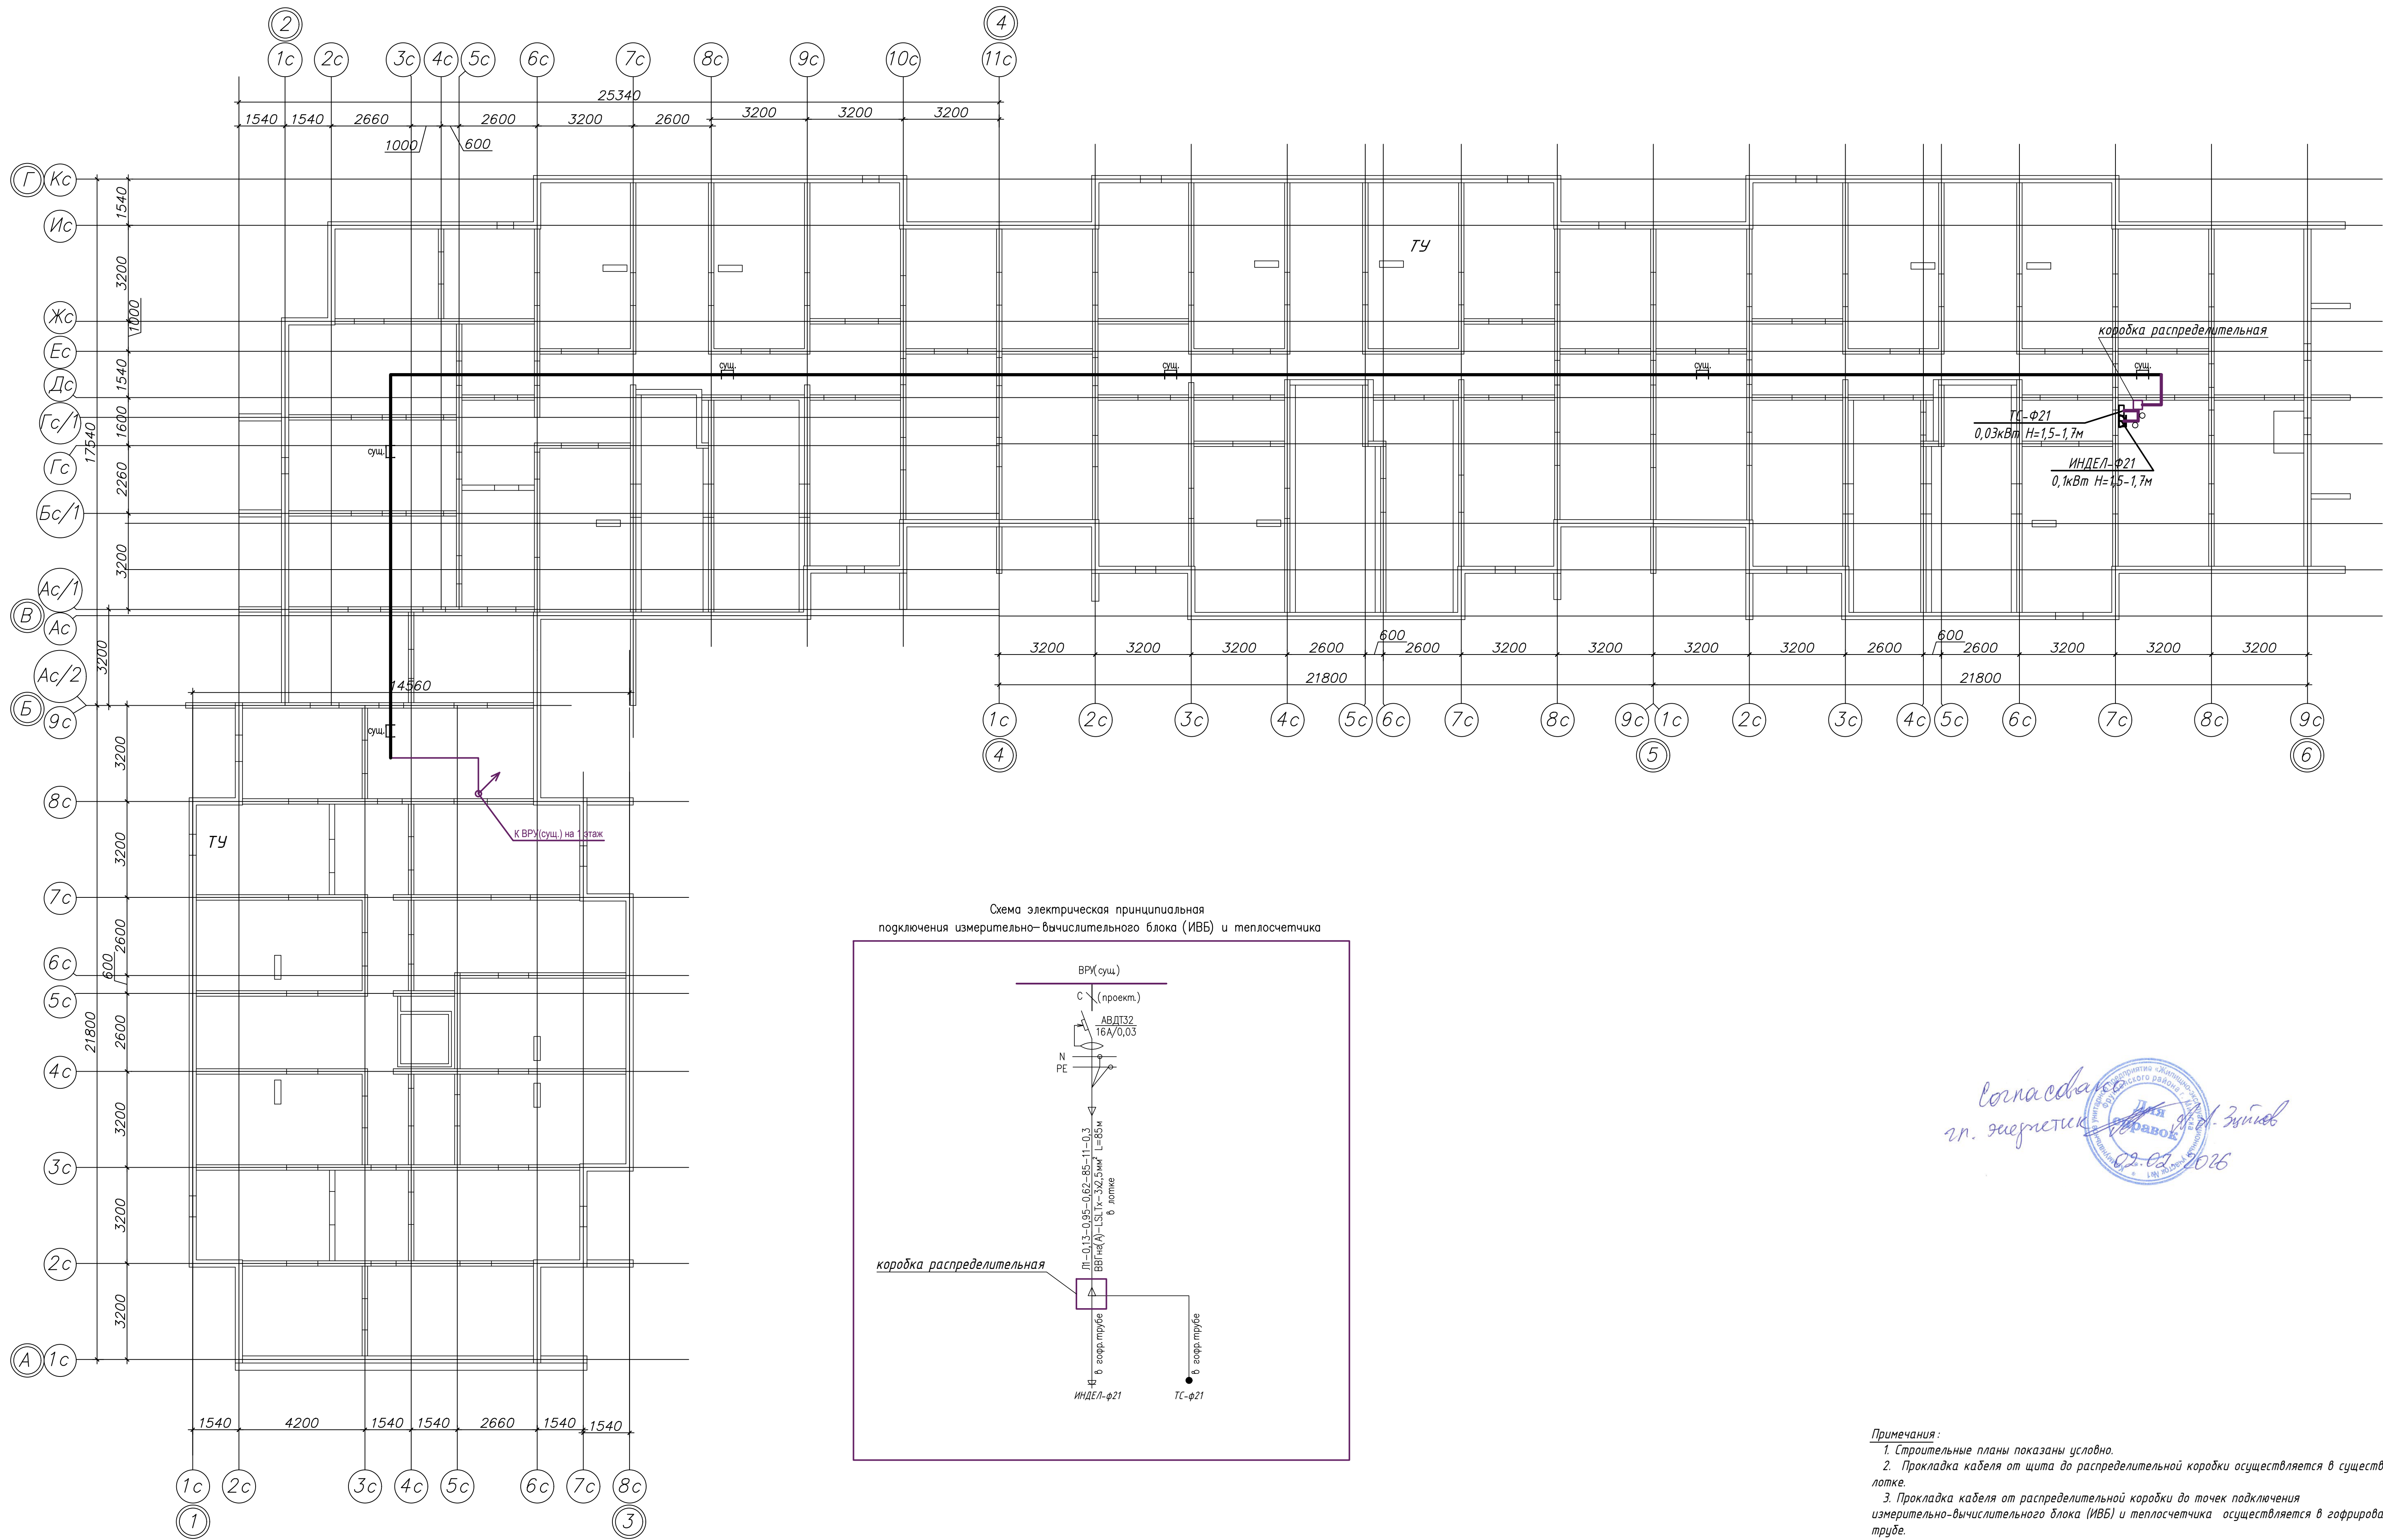 2 4
1с 2с 3с 4с 5с 6с 7с 8с 9с 10с 11с
25340
1540 1540 2660 2600 3200 2600 3200 3200 3200
1000 600
Г Кс
Ис
Жс
Ес
Дс
Гс/1
Гс
Бс/1
Ас/1
В
Ас
Ас/2
Б
9с
8с
7с
6с
5с
4с
3с
2с
А 1с
1540
3200
1000
1540
1600
17540
2260
3200
3200
14560
3200
3200
2600
600
21800
2600
3200
3200
3200
3200
ТУ
сущ. сущ. сущ. сущ.
сущ.
сущ.
коробка распределительная
ТС-Ф21
0,03кВт Н=1,5-1,7м
ИНДЕЛ-Ф21
0,1кВт Н=1,5-1,7м
600 600
3200 3200 3200 2600 2600 3200 3200 3200 3200 2600 2600 3200 3200 3200
21800 21800
1с 2с 3с 4с 5с 6с 7с 8с 9с 1с 2с 3с 4с 5с 6с 7с 8с 9с
4 5 6
К ВРУ(сущ.) на 1 этаж
ТУ
1540 4200 1540 1540 2660 1540 1540
1с 2с 3с 4с 5с 6с 7с 8с
1 3
Схема электрическая принципиальная
подключения измерительно-вычислительного блока (ИВБ) и теплосчетчика
ВРУ(сущ.)
С (проект.)
АВДТ32
16А/0,03
N
PE
Л1-0,13-0,95-0,62-85-11-0,3
ВВГнг(А)-LSLTx-3х2,5мм² L=85м
в лотке
коробка распределительная
в гофр.трубе
в гофр.трубе
ИНДЕЛ-ф21 ТС-ф21
Согласовано
гл. энергетик
02.02.2026
Для
справок
Примечания:
1. Строительные планы показаны условно.
2. Прокладка кабеля от щита до распределительной коробки осуществляется в существ
лотке.
3. Прокладка кабеля от распределительной коробки до точек подключения
измерительно-вычислительного блока (ИВБ) и теплосчетчика осуществляется в гофрирова
трубе.